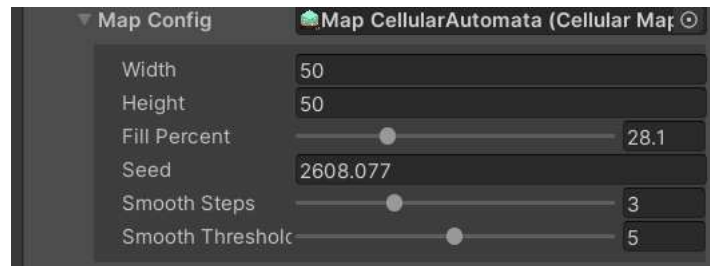 Map Config Map CellularAutomata (Cellular Map
Width 50
Height 50
Fill Percent 28.1
Seed 2608.077
Smooth Steps 3
Smooth Threshold 5